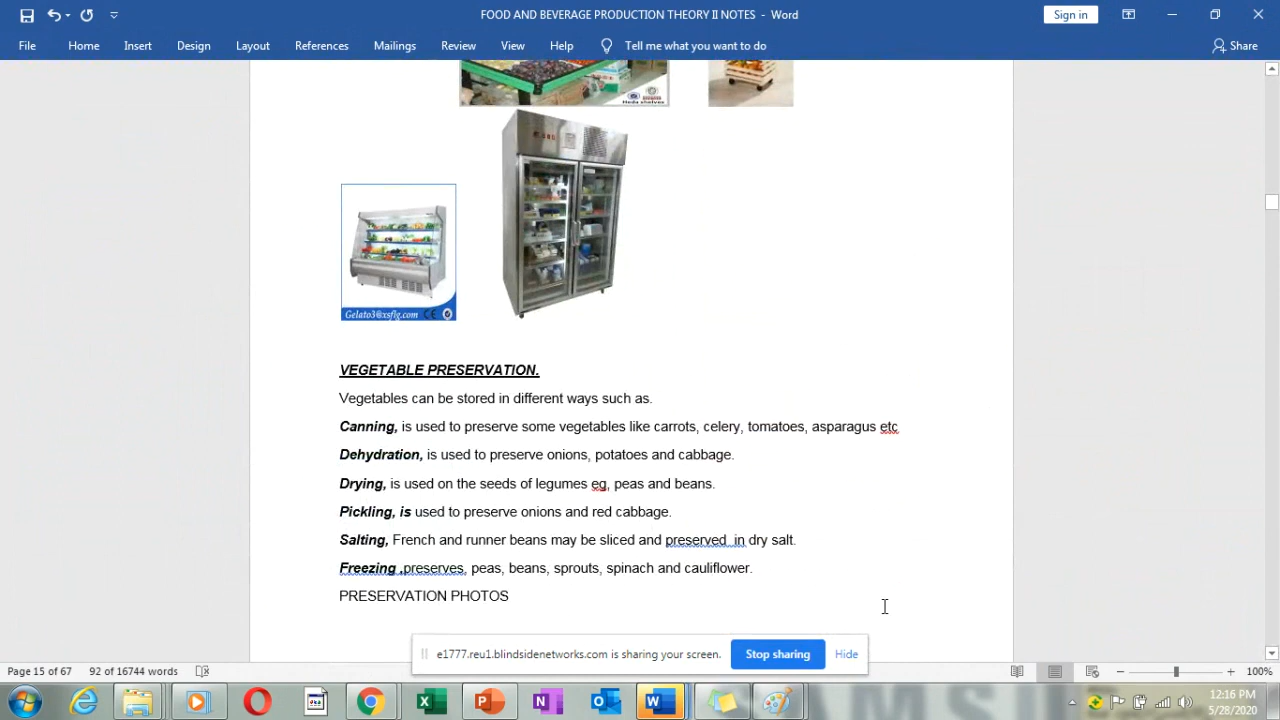 FOOD AND BEVERAGE PRODUCTION THEORY II NOTES - Word
Sign in
File Home Insert Design Layout References Mailings Review View Help Tell me what you want to do Share
Heda shelves
Gelato3@xsflg.com
VEGETABLE PRESERVATION.
Vegetables can be stored in different ways such as.
Canning, is used to preserve some vegetables like carrots, celery, tomatoes, asparagus etc
Dehydration, is used to preserve onions, potatoes and cabbage.
Drying, is used on the seeds of legumes eg, peas and beans.
Pickling, is used to preserve onions and red cabbage.
Salting, French and runner beans may be sliced and preserved in dry salt.
Freezing ,preserves, peas, beans, sprouts, spinach and cauliflower.
PRESERVATION PHOTOS
e1777.reu1.blindsidenetworks.com is sharing your screen. Stop sharing Hide
Page 15 of 67 92 of 16744 words 100%
12:16 PM
5/28/2020